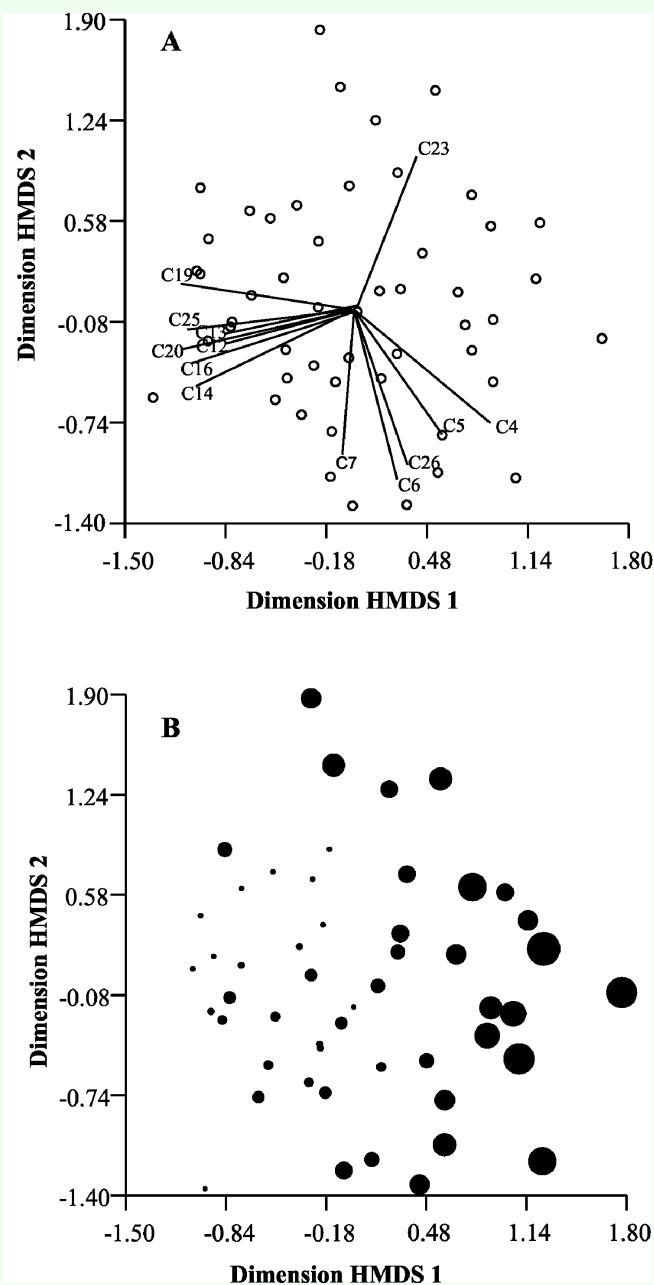 1.90
A
1.24
C23
0.58
C19
-0.08
C25
C13
C12
C20
C16
C14
-0.74
C5
C4
C7
C26
C6
-1.40
-1.50 -0.84 -0.18 0.48 1.14 1.80
Dimension HMDS 2
Dimension HMDS 1
1.90
B
1.24
0.58
-0.08
-0.74
-1.40
-1.50 -0.84 -0.18 0.48 1.14 1.80
Dimension HMDS 2
Dimension HMDS 1